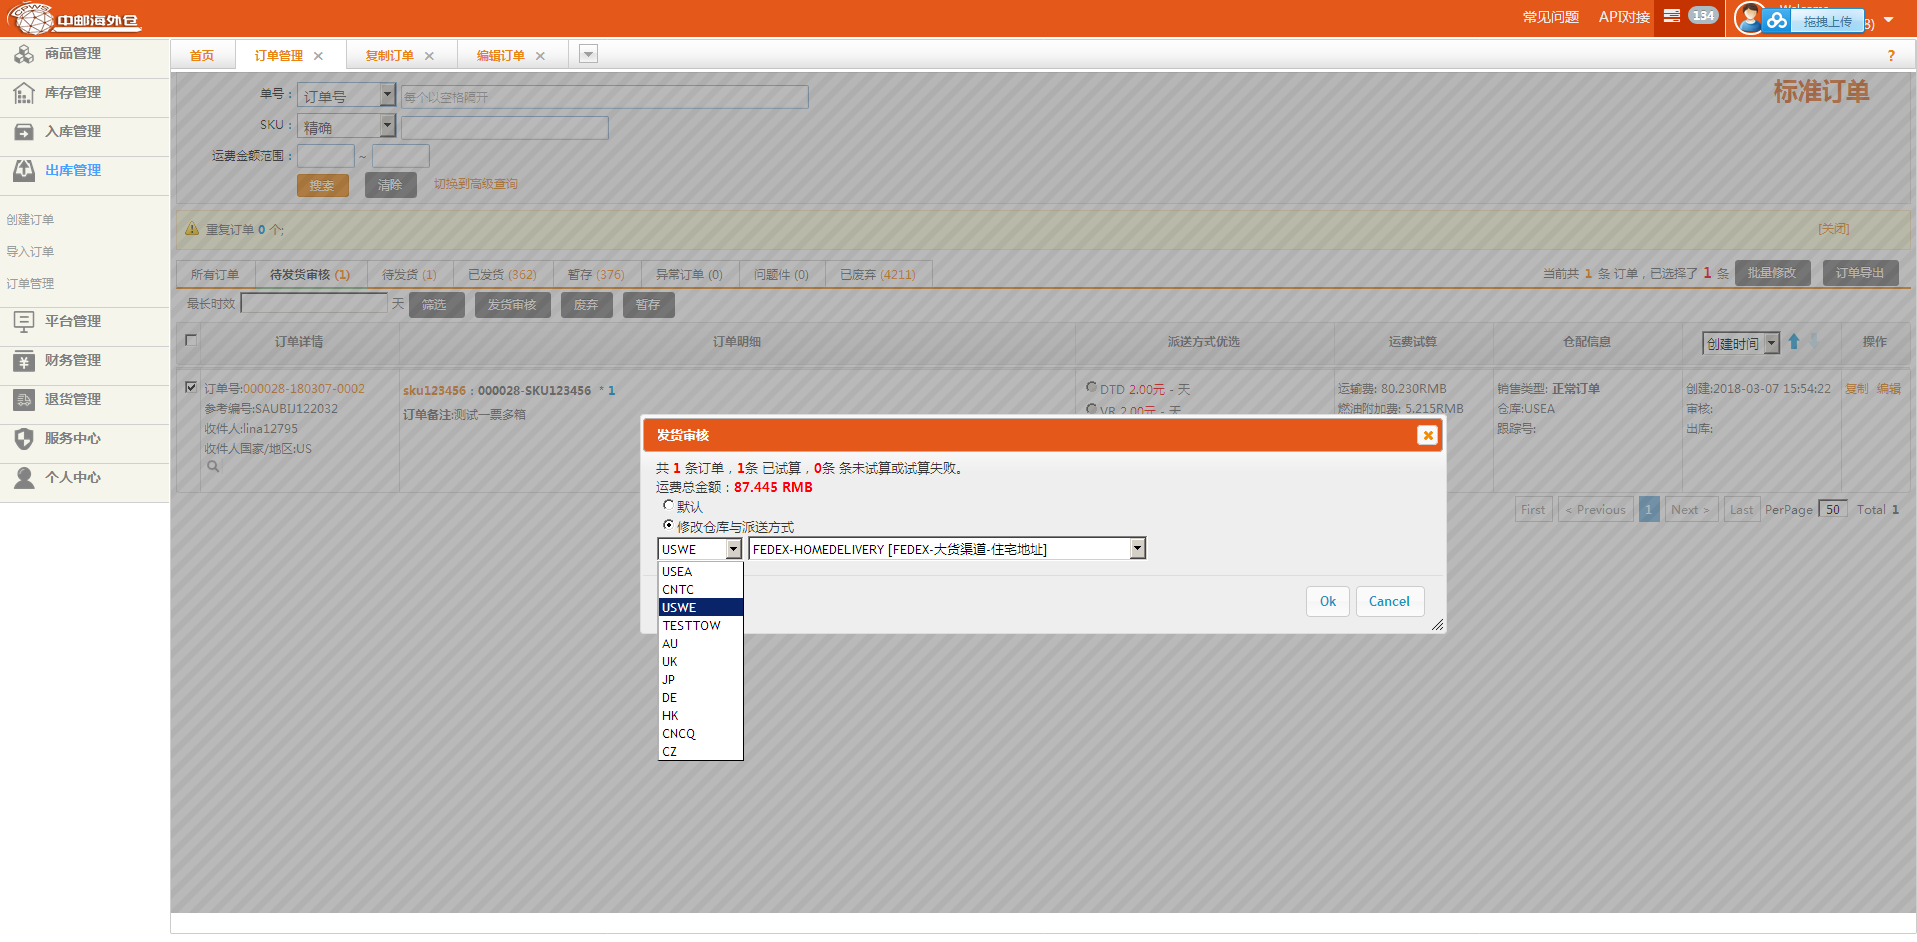 CPWS
中邮海外仓
常见问题 API对接 134
Welcome
拖拽上传
8)
商品管理
库存管理
入库管理
出库管理
创建订单
导入订单
订单管理
平台管理
财务管理
退货管理
服务中心
个人中心
首页 订单管理 复制订单 编辑订单 ?
标准订单
单号: 订单号 每个以空格隔开
SKU: 精确
运费金额范围: ~
搜索 清除 切换到高级查询
重复订单 0 个; [关闭]
所有订单 待发货审核 (1) 待发货 (1) 已发货 (362) 暂存 (376) 异常订单 (0) 问题件 (0) 已废弃 (4211) 当前共 1 条 订单，已选择了 1 条 批量修改 订单导出
最长时效 天 筛选 发货审核 废弃 暂存
订单详情 订单明细 派送方式优选 运费试算 仓配信息 创建时间 操作
订单号:000028-180307-0002
参考编号:SAUBIJ122032
收件人:lina12795
收件人国家/地区:US
sku123456 : 000028-SKU123456 * 1
订单备注:测试一票多箱
DTD 2.00元 - 天
VR 2.00元 - 天
运输费: 80.230RMB
燃油附加费: 5.215RMB
销售类型: 正常订单
仓库:USEA
跟踪号:
创建:2018-03-07 15:54:22
审核:
出库:
复制 编辑
First < Previous 1 Next > Last PerPage 50 Total 1
发货审核
共 1 条订单，1条 已试算，0条 条未试算或试算失败。
运费总金额：87.445 RMB
默认
修改仓库与派送方式
USWE FEDEX-HOMEDELIVERY [FEDEX-大货渠道-住宅地址]
USEA
CNTC
USWE
TESTTOW
AU
UK
JP
DE
HK
CNCQ
CZ
Ok Cancel